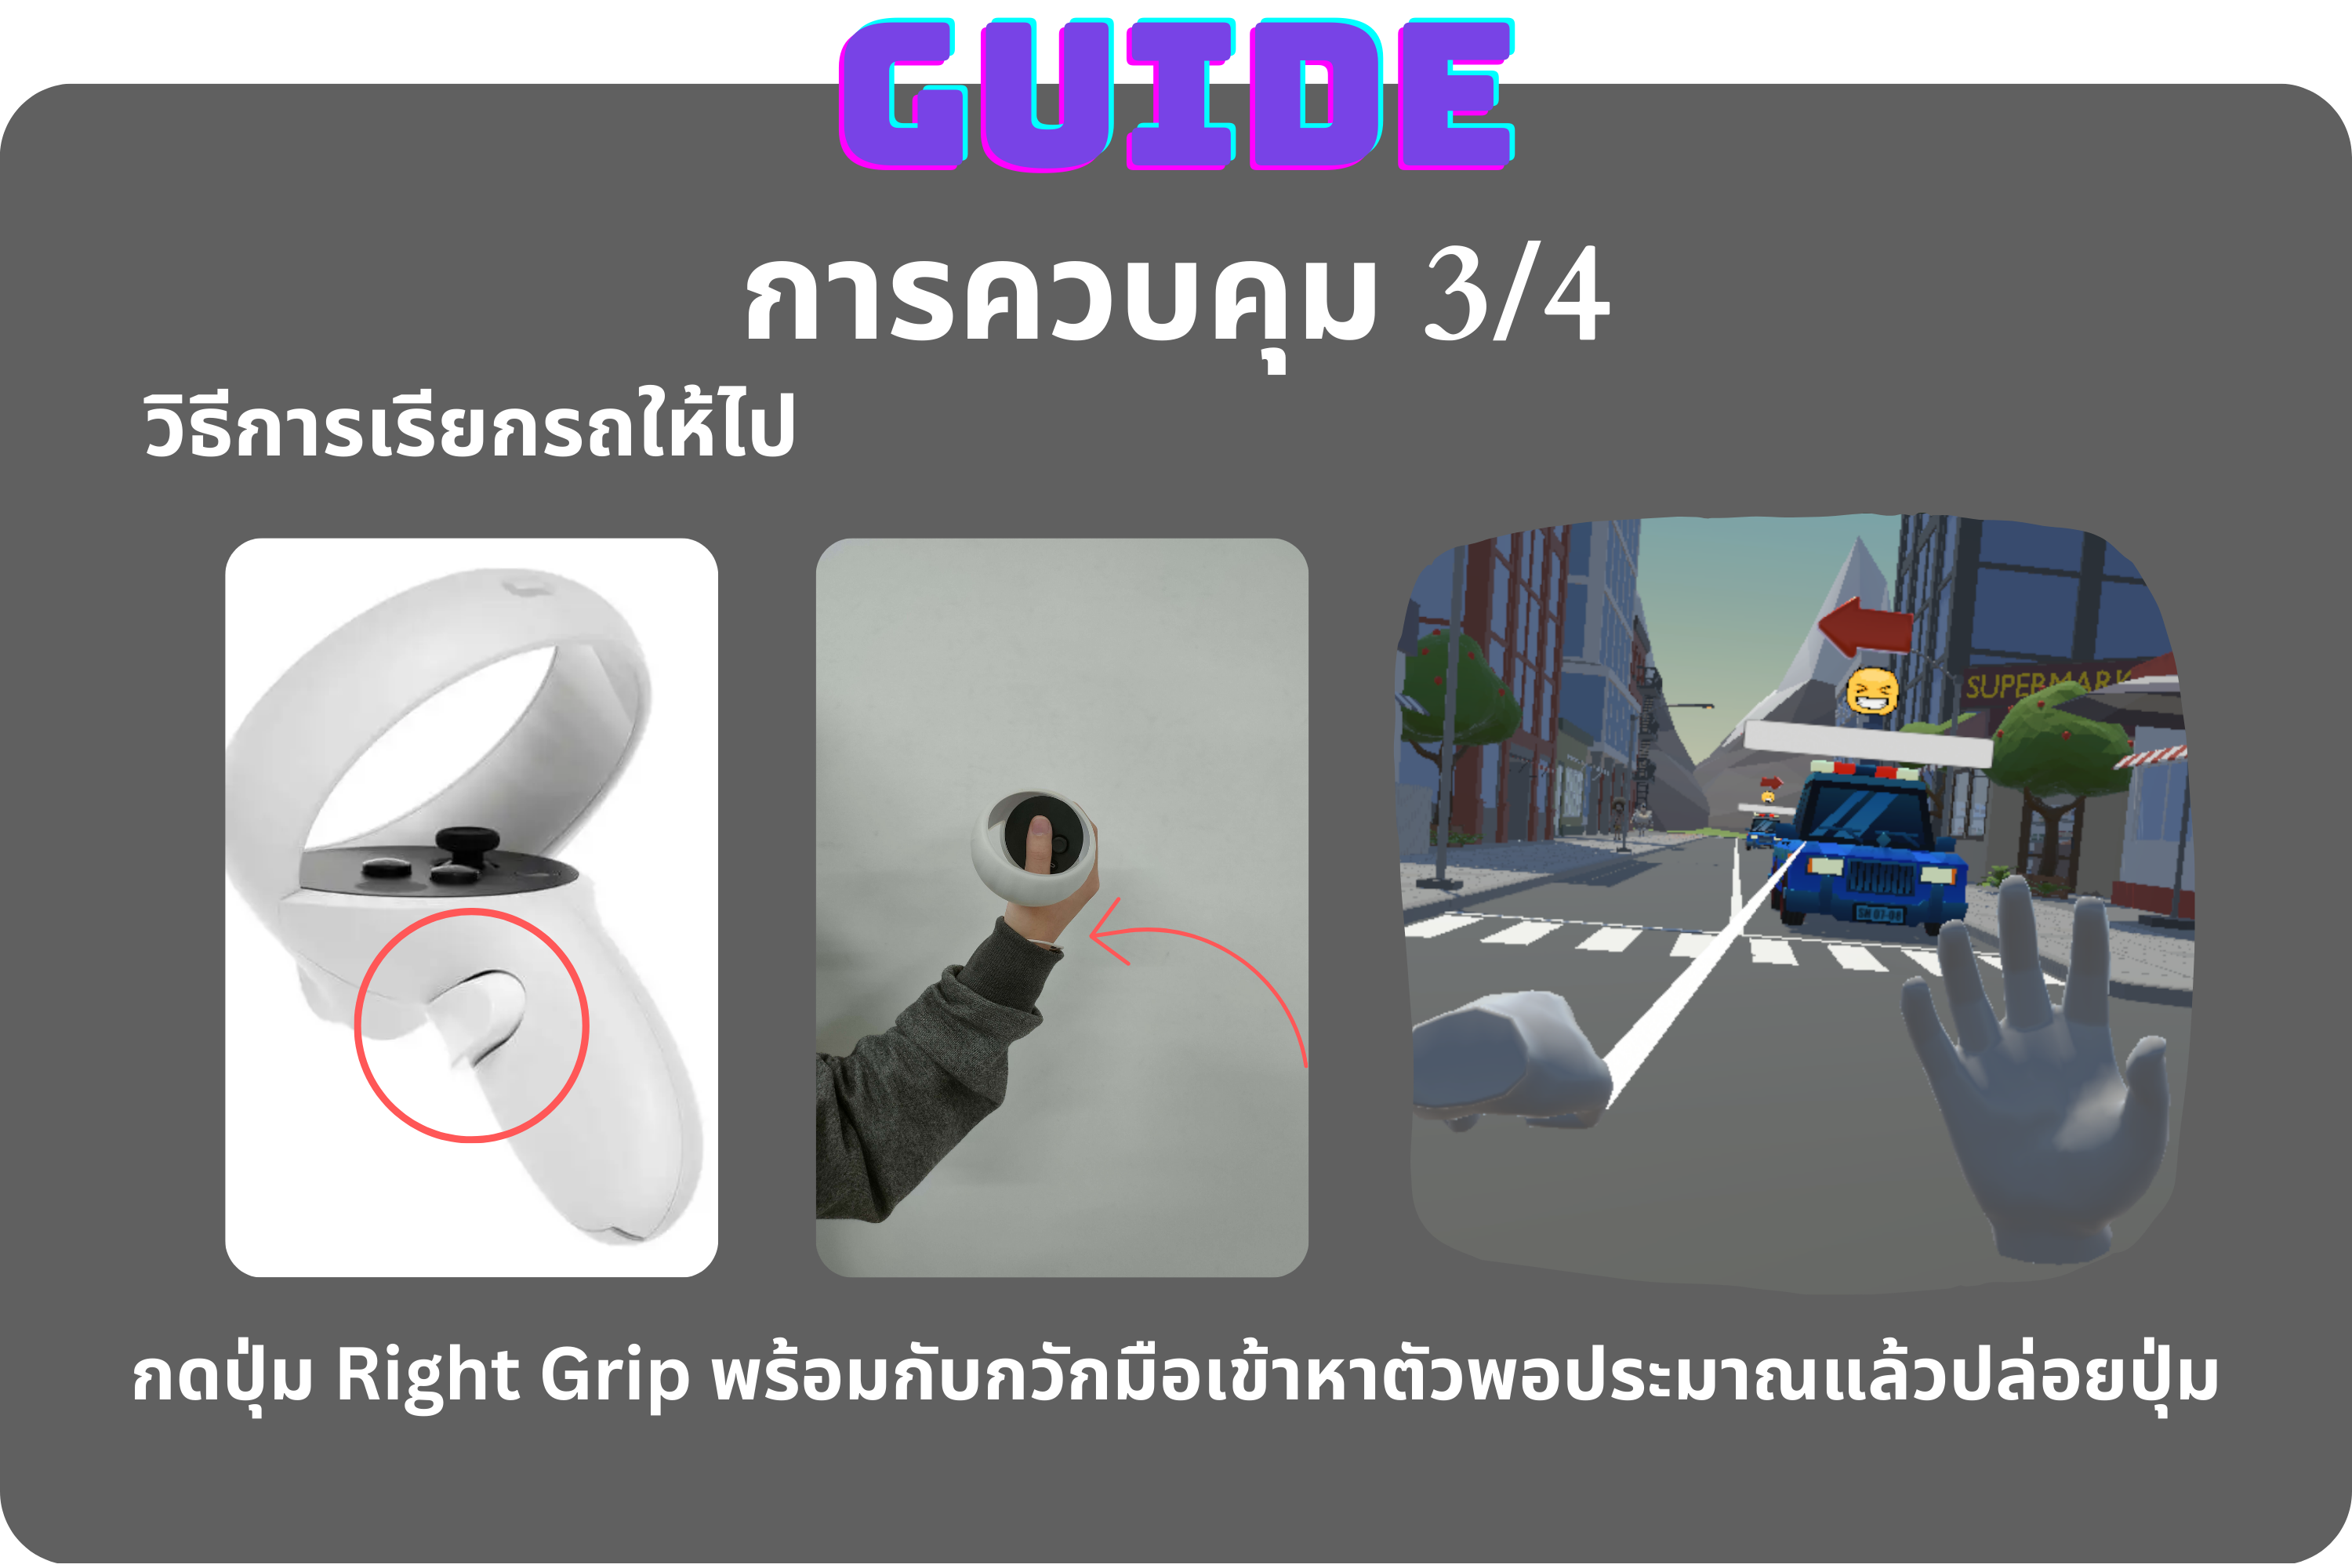 GUIDE
การควบคุม 3/4
วิธีการเรียกรถให้ไป
SUPERMARK
กดปุ่ม Right Grip พร้อมกับกวักมือเข้าหาตัวพอประมาณแล้วปล่อยปุ่ม